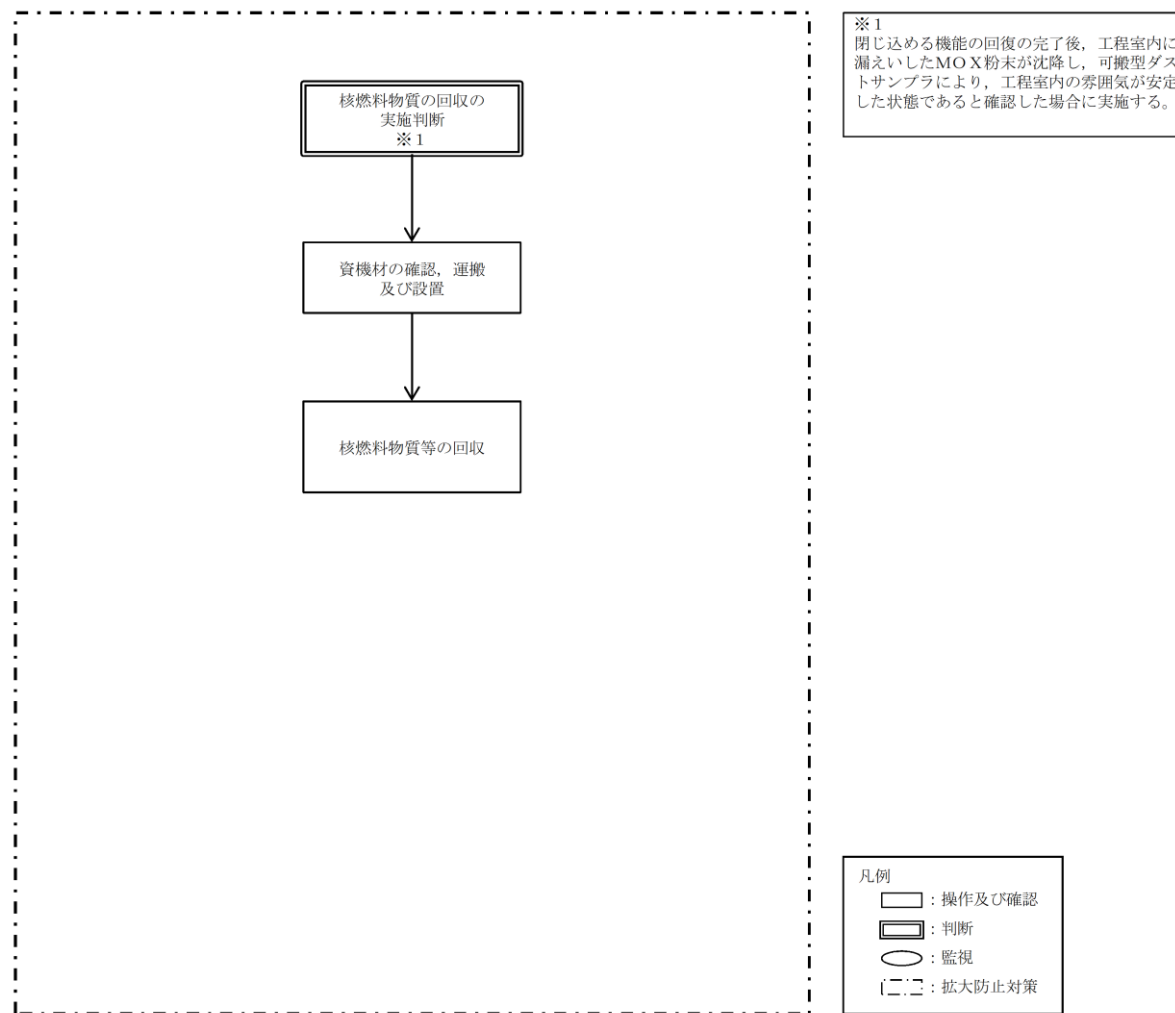 核燃料物質の回収の
実施判断
※1
資機材の確認，運搬
及び設置
核燃料物質等の回収
※1
閉じ込める機能の回復の完了後，工程室内に
漏えいしたＭＯＸ粉末が沈降し，可搬型ダス
トサンプラにより，工程室内の雰囲気が安定
した状態であると確認した場合に実施する。
凡例
：操作及び確認
：判断
：監視
：拡大防止対策